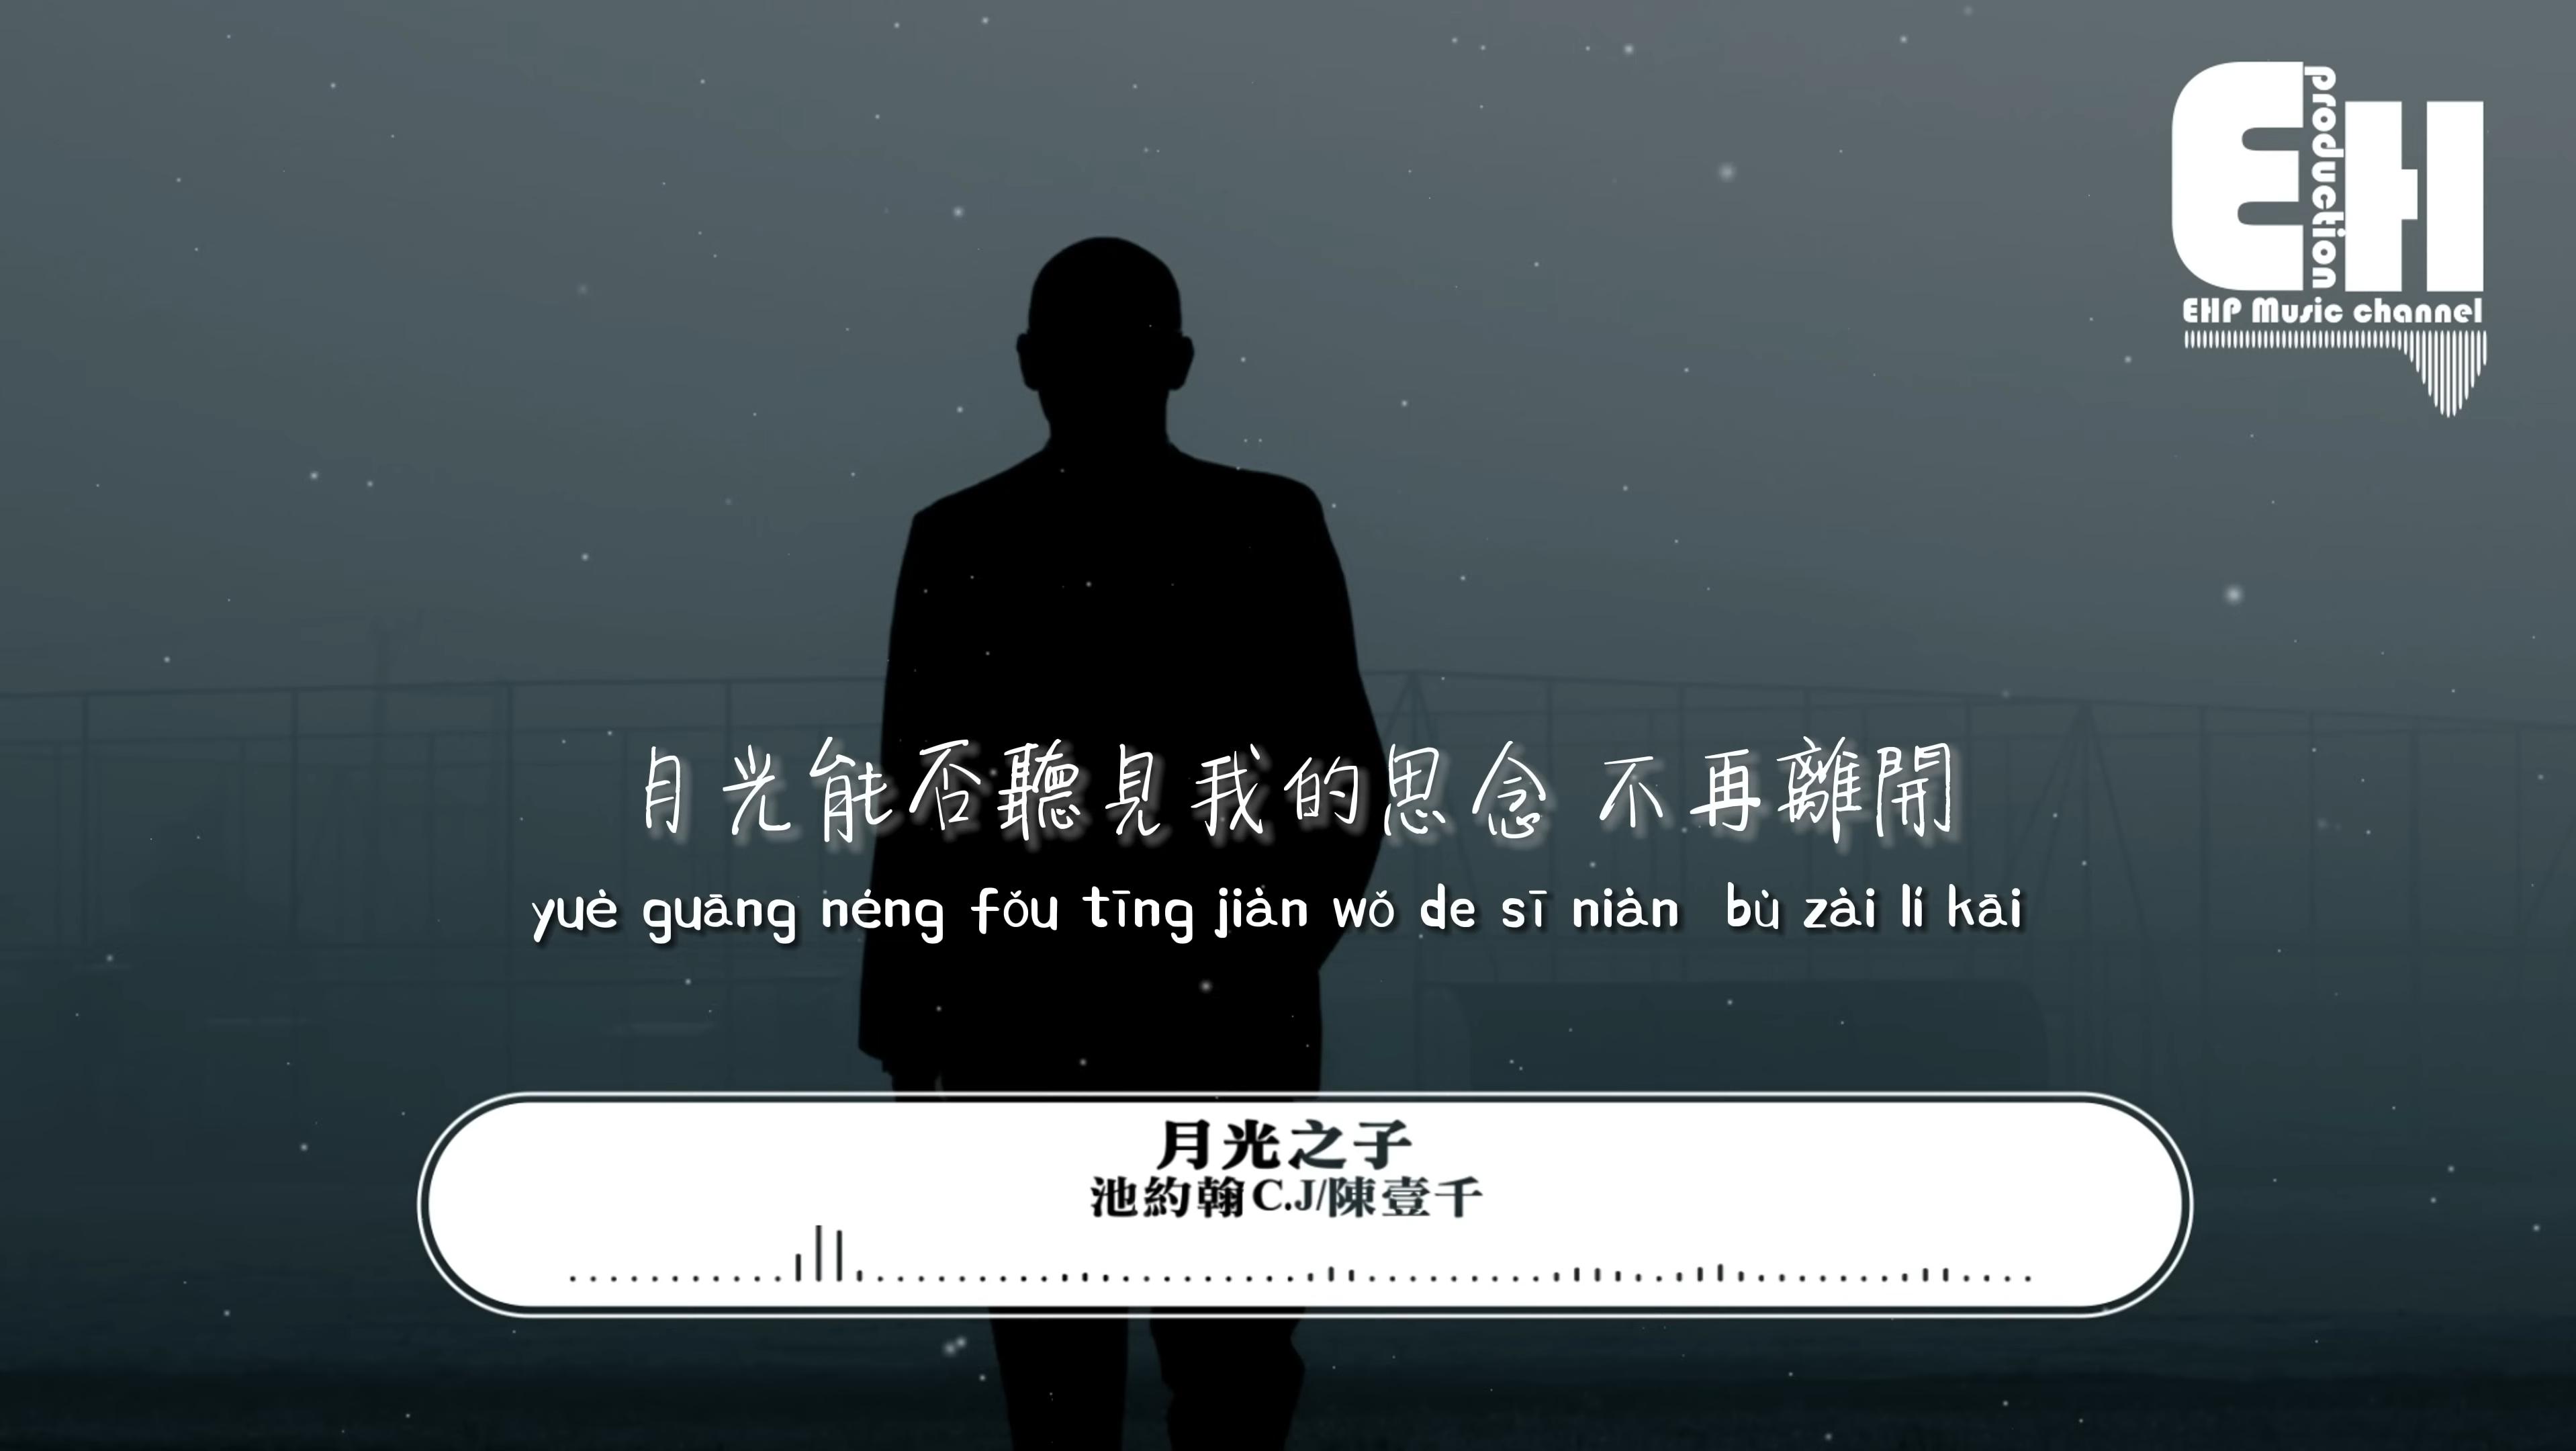 EH
production
EHP Music channel
月光能否聽見我的思念 不再離開
yuè guāng néng fǒu tīng jiàn wǒ de sī niàn  bù zài lí kāi
月光之子
池約翰C.J/陳壹千